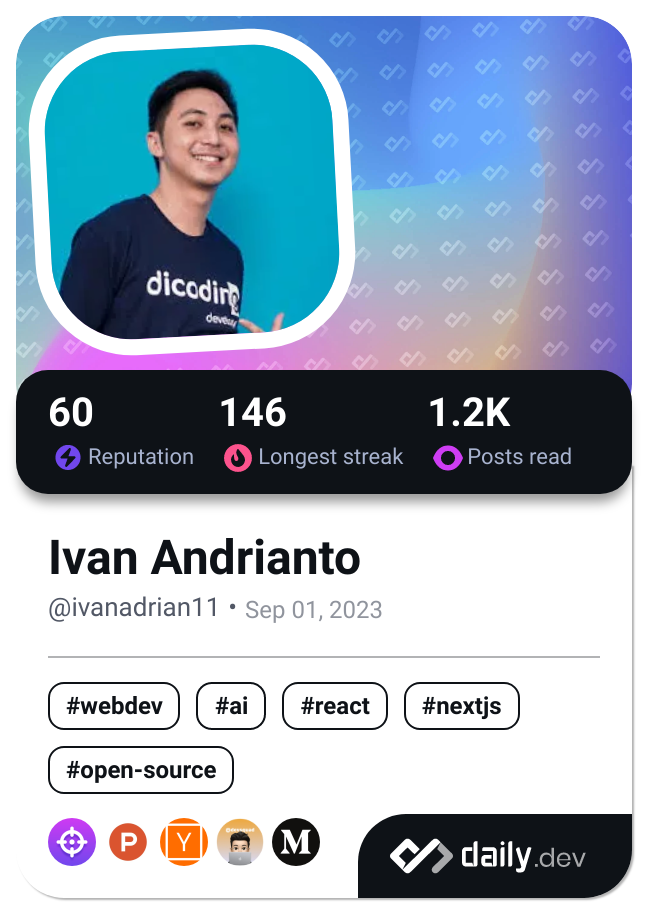 dicoding
60
146
1.2K
Reputation
Longest streak
Posts read
Ivan Andrianto
@ivanadrian11 • Sep 01, 2023
#webdev
#ai
#react
#nextjs
#open-source
P
Y
M
daily.dev